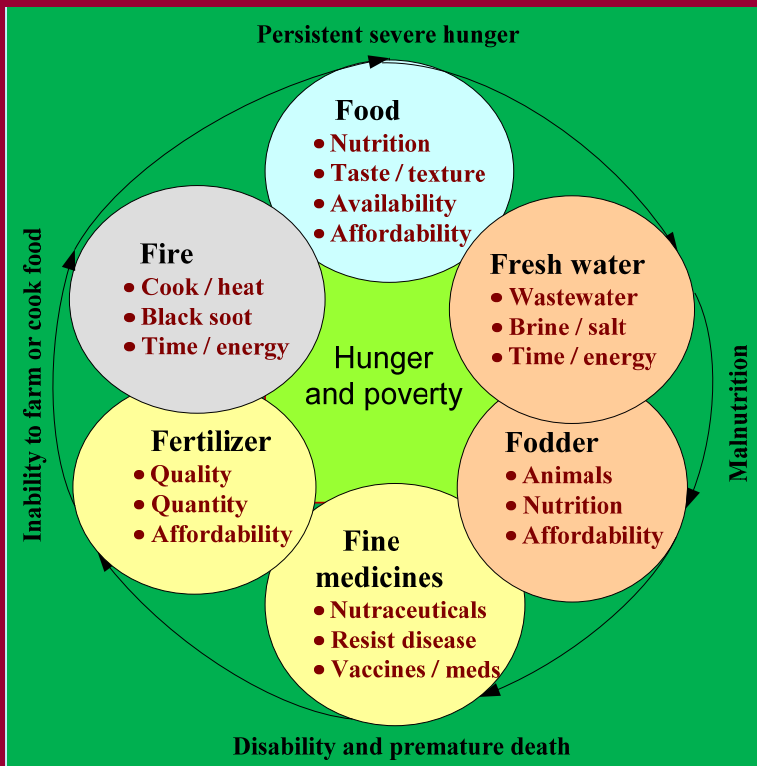 Persistent severe hunger
Food
• Nutrition
• Taste / texture
• Availability
• Affordability
Fire
• Cook / heat
• Black soot
• Time / energy
Fresh water
• Wastewater
• Brine / salt
• Time / energy
Hunger
and poverty
Inability to farm or cook food
Malnutrition
Fertilizer
• Quality
• Quantity
• Affordability
Fodder
• Animals
• Nutrition
• Affordability
Fine
medicines
• Nutraceuticals
• Resist disease
• Vaccines / meds
Disability and premature death